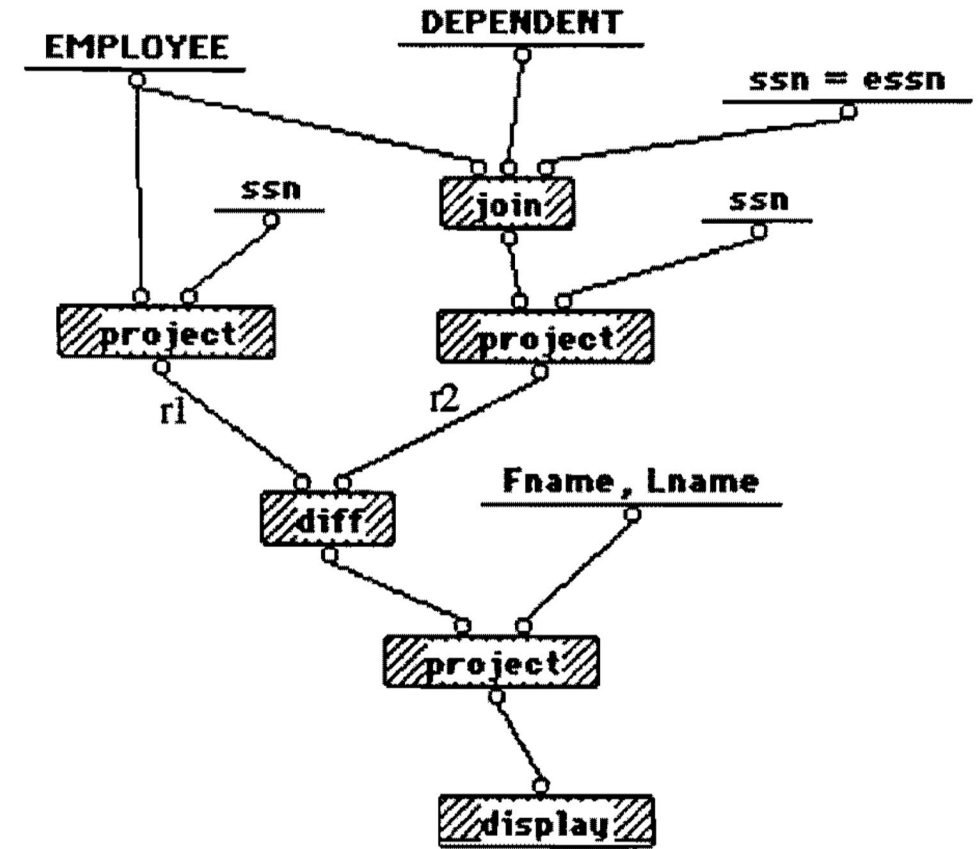 DEPENDENT
EMPLOYEE
ssn = essn
ssn
join
ssn
project
project
r1
r2
Fname, Lname
diff
project
display